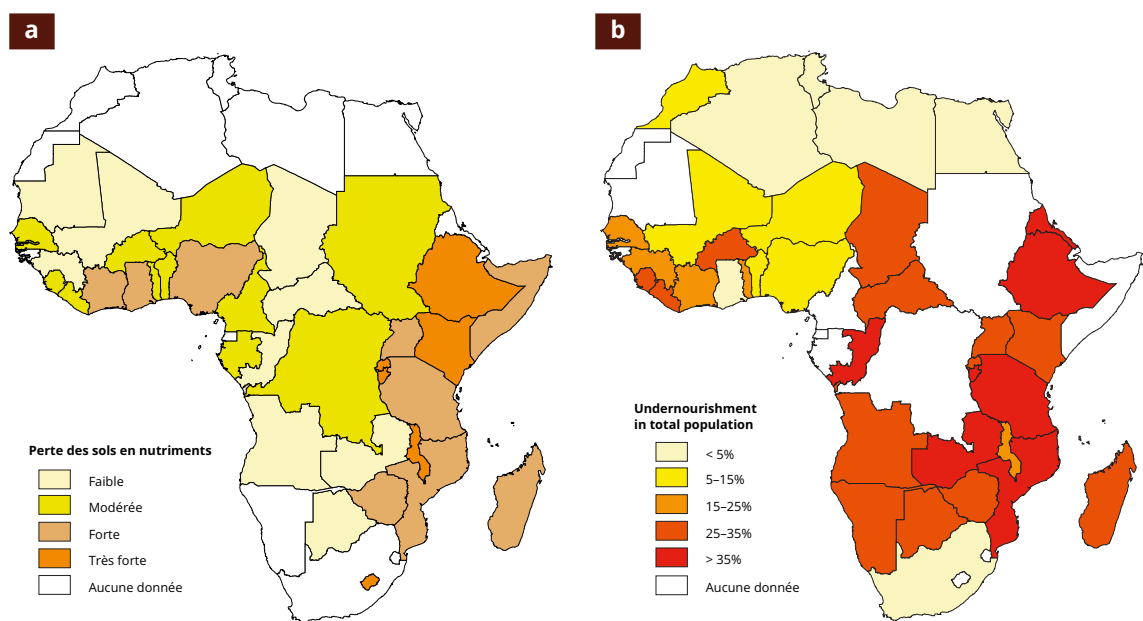 a
b
Perte des sols en nutriments
Faible
Modérée
Forte
Très forte
Aucune donnée
Undernourishment
in total population
< 5%
5–15%
15–25%
25–35%
> 35%
Aucune donnée